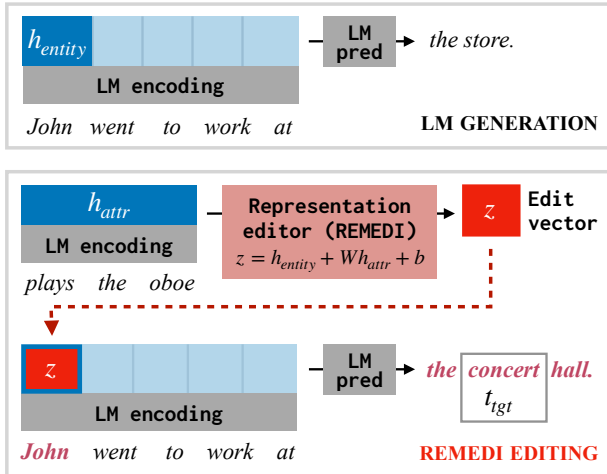 h_entity
LM encoding
John went to work at
LM pred
the store.
LM GENERATION
h_attr
LM encoding
plays the oboe
Representation
editor (REMEDI)
z = h_entity + Wh_attr + b
z
Edit
vector
z
LM encoding
John went to work at
LM pred
the concert hall.
t_tgt
REMEDI EDITING